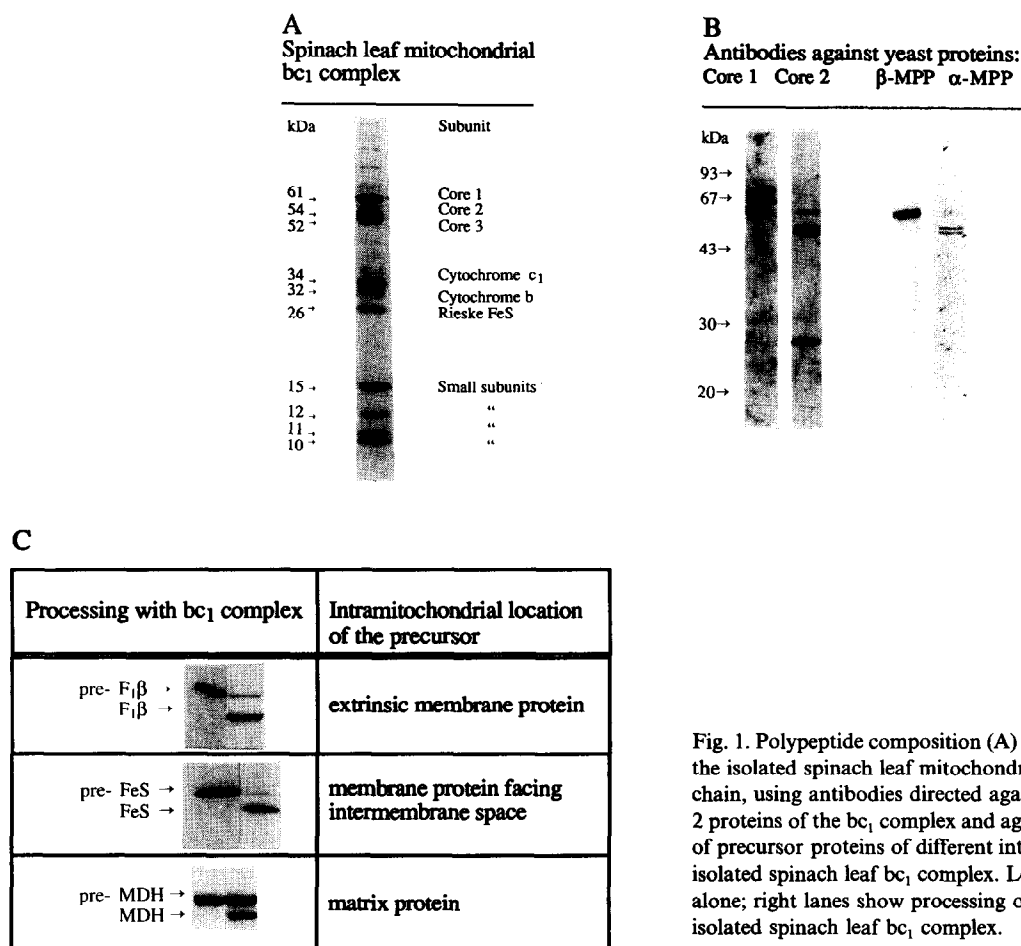 A
Spinach leaf mitochondrial
bc₁ complex
kDa Subunit
61 → Core 1
54 → Core 2
52 → Core 3
34 → Cytochrome c₁
32 → Cytochrome b
26 → Rieske FeS
15 → Small subunits
12 → “
11 → “
10 → “
B
Antibodies against yeast proteins:
Core 1 Core 2 β-MPP α-MPP
kDa
93→
67→
43→
30→
20→
C
Processing with bc₁ complex
Intramitochondrial location
of the precursor
pre- F₁β →
F₁β →
extrinsic membrane protein
pre- FeS →
FeS →
membrane protein facing
intermembrane space
pre- MDH →
MDH →
matrix protein
Fig. 1. Polypeptide composition (A)
the isolated spinach leaf mitochondri
chain, using antibodies directed aga
2 proteins of the bc₁ complex and ag
of precursor proteins of different int
isolated spinach leaf bc₁ complex. L
alone; right lanes show processing o
isolated spinach leaf bc₁ complex.